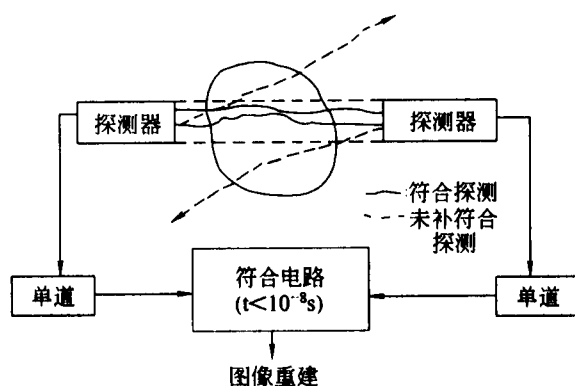 探测器
探测器
符合探测
未补符合
探测
单道
符合电路
(t<10⁻⁸s)
单道
图像重建